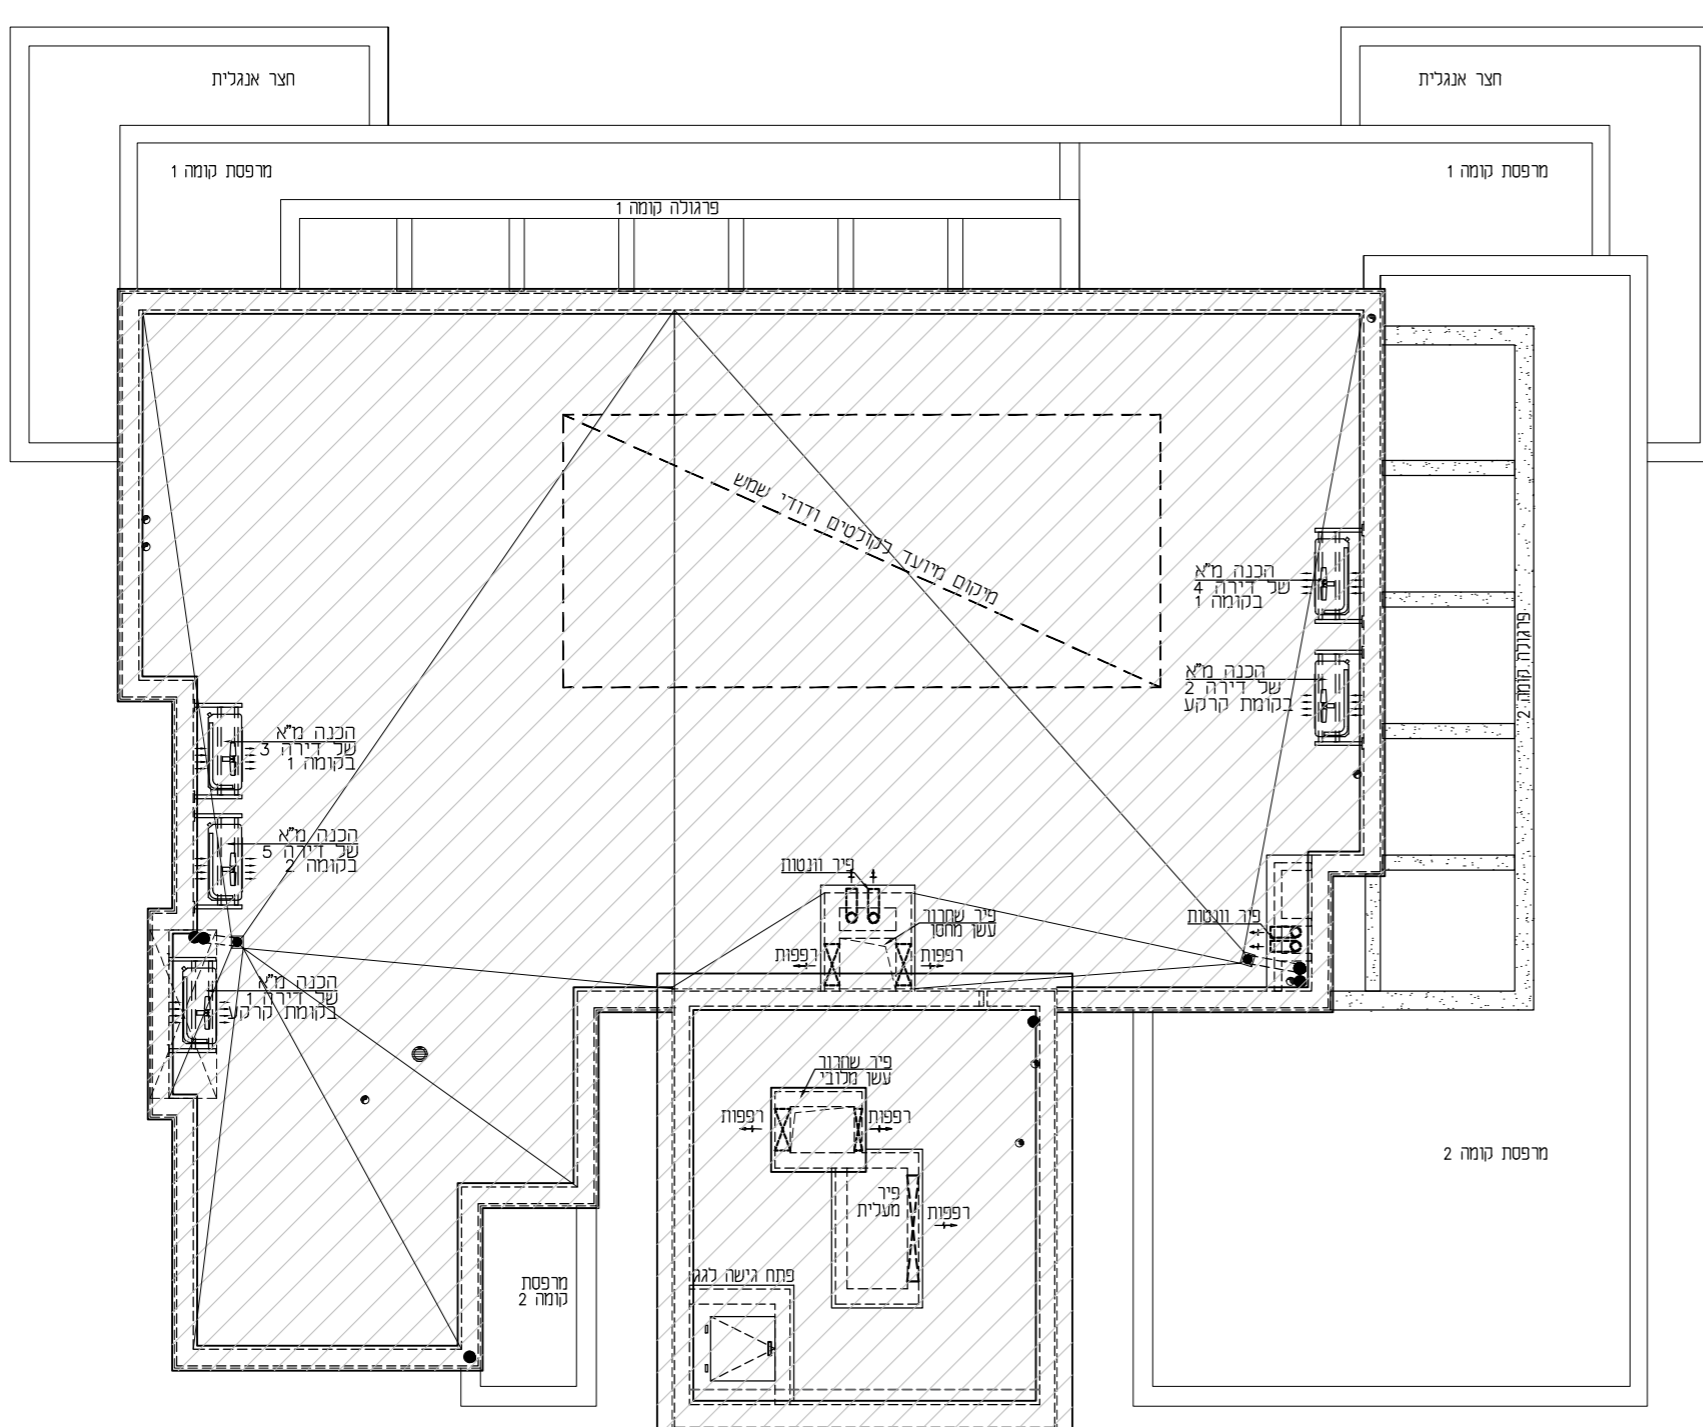 חצר אנגלית
חצר אנגלית
מרפסת קומה 1
מרפסת קומה 1
פרגולה קומה 1
מיקום מיועד לקולטים ודודי שמש
הכנה מ"א
של דירה 4
בקומה 1
פרגולה קומה 2
הכנה מ"א
של דירה 2
בקומת קרקע
הכנה מ"א
של דירה 3
בקומה 1
הכנה מ"א
של דירה 5
בקומה 2
פיר וונטות
פיר שחרור
עשן מחסן
פיר וונטות
רפפות
רפפות
הכנה מ"א
של דירה 1
בקומת קרקע
פיר שחרור
עשן מלובי
רפפות
רפפות
מרפסת קומה 2
פיר
מעלית
רפפות
פתח גישה לגג
מרפסת
קומה 2